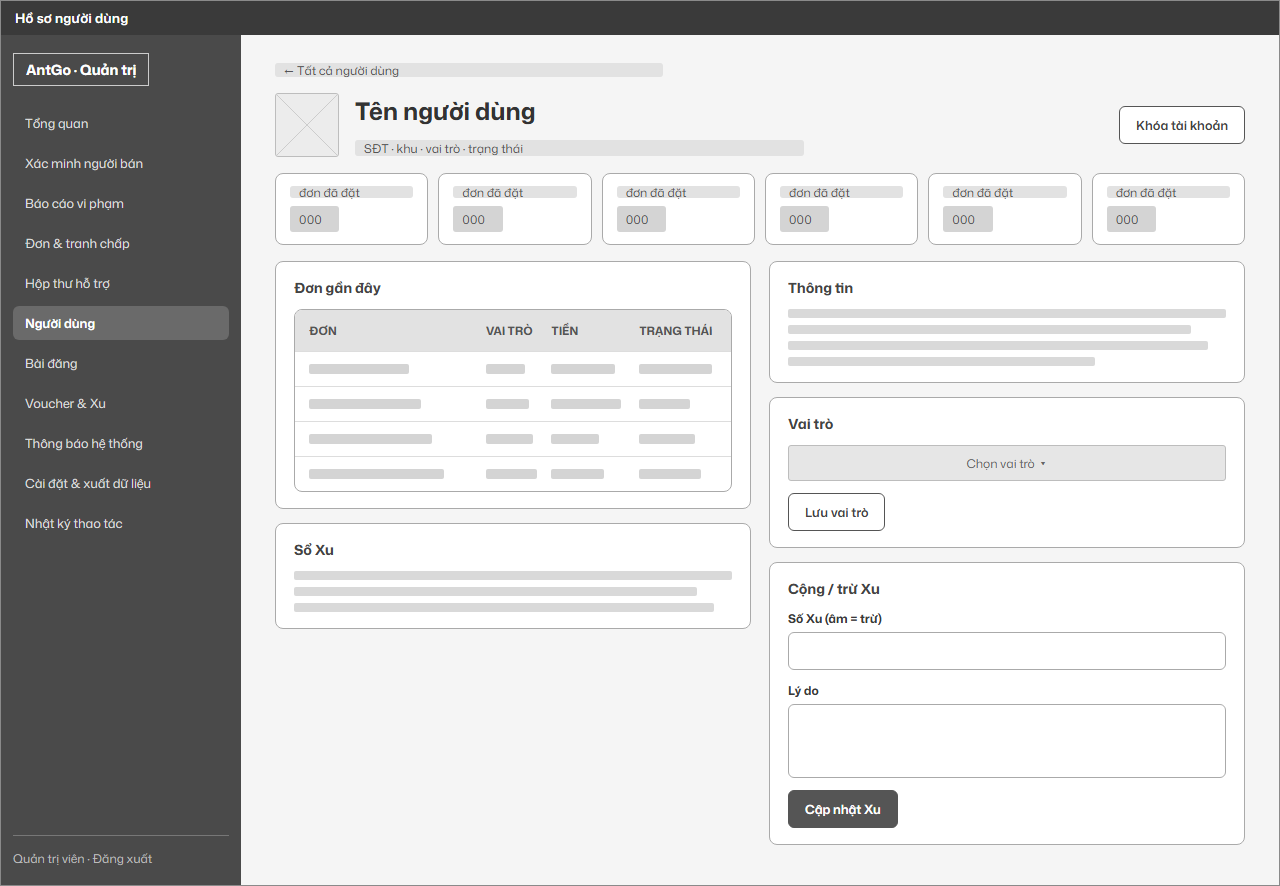 Hồ sơ người dùng
AntGo · Quản trị
Tổng quan
Xác minh người bán
Báo cáo vi phạm
Đơn & tranh chấp
Hộp thư hỗ trợ
Người dùng
Bài đăng
Voucher & Xu
Thông báo hệ thống
Cài đặt & xuất dữ liệu
Nhật ký thao tác
Quản trị viên · Đăng xuất
← Tất cả người dùng
Tên người dùng
SĐT · khu · vai trò · trạng thái
Khóa tài khoản
đơn đã đặt đơn đã đặt đơn đã đặt đơn đã đặt đơn đã đặt đơn đã đặt
000 000 000 000 000 000
Đơn gần đây
ĐƠN VAI TRÒ TIỀN TRẠNG THÁI
Sổ Xu
Thông tin
Vai trò
Chọn vai trò ▾
Lưu vai trò
Cộng / trừ Xu
Số Xu (âm = trừ)
Lý do
Cập nhật Xu